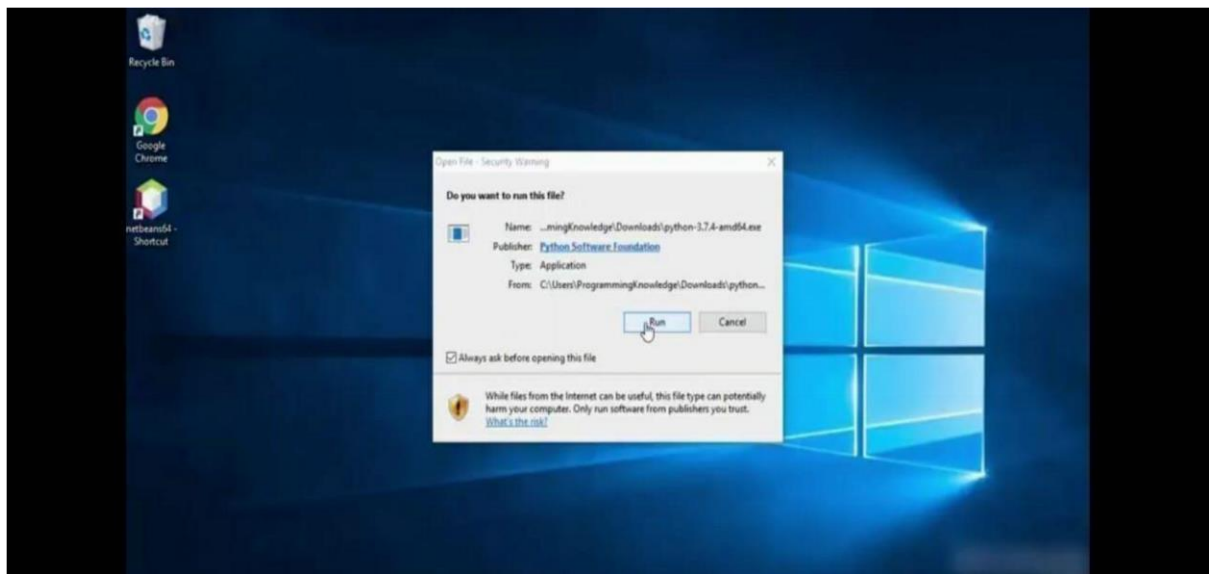 Recycle Bin
Google
Chrome
netbeans64 -
Shortcut
Open File - Security Warning
Do you want to run this file?
Name: ...mingKnowledge\Downloads\python-3.7.4-amd64.exe
Publisher: Python Software Foundation
Type: Application
From: C:\Users\ProgrammingKnowledge\Downloads\python...
Run
Cancel
Always ask before opening this file
While files from the Internet can be useful, this file type can potentially
harm your computer. Only run software from publishers you trust.
What's the risk?